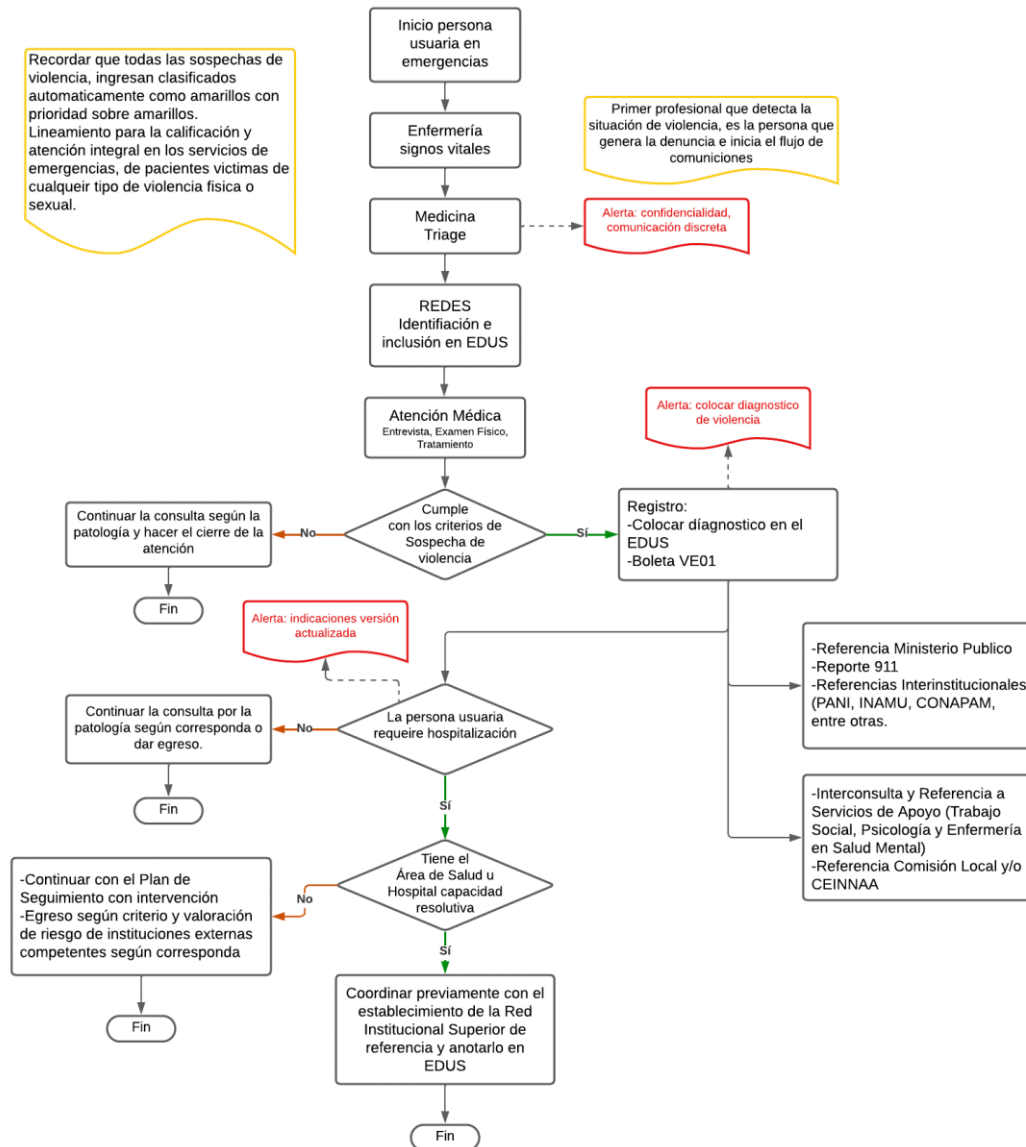 Inicio persona
usuaria en
emergencias
Recordar que todas las sospechas de
violencia, ingresan clasificados
automaticamente como amarillos con
prioridad sobre amarillos.
Lineamiento para la calificación y
atención integral en los servicios de
emergencias, de pacientes victimas de
cualqueir tipo de violencia fisica o
sexual.
Primer profesional que detecta la
situación de violencia, es la persona que
genera la denuncia e inicia el flujo de
comuniciones
Enfermería
signos vitales
Medicina
Triage
Alerta: confidencialidad,
comunicación discreta
REDES
Identifiación e
inclusión en EDUS
Atención Médica
Entrevista, Examen Físico,
Tratamiento
Alerta: colocar diagnostico
de violencia
Cumple
con los criterios de
Sospecha de
violencia
No
Sí
Continuar la consulta según la
patología y hacer el cierre de la
atención
Fin
Registro:
-Colocar díagnostico en el
EDUS
-Boleta VE01
Alerta: indicaciones versión
actualizada
-Referencia Ministerio Publico
-Reporte 911
-Referencias Interinstitucionales
(PANI, INAMU, CONAPAM,
entre otras.
La persona usuaria
requeire hospitalización
No
Continuar la consulta por la
patología según corresponda o
dar egreso.
Fin
Sí
-Interconsulta y Referencia a
Servicios de Apoyo (Trabajo
Social, Psicología y Enfermería
en Salud Mental)
-Referencia Comisión Local y/o
CEINNAA
Tiene el
Área de Salud u
Hospital capacidad
resolutiva
No
-Continuar con el Plan de
Seguimiento con intervención
-Egreso según criterio y valoración
de riesgo de instituciones externas
competentes según corresponda
Fin
Sí
Coordinar previamente con el
establecimiento de la Red
Institucional Superior de
referencia y anotarlo en
EDUS
Fin